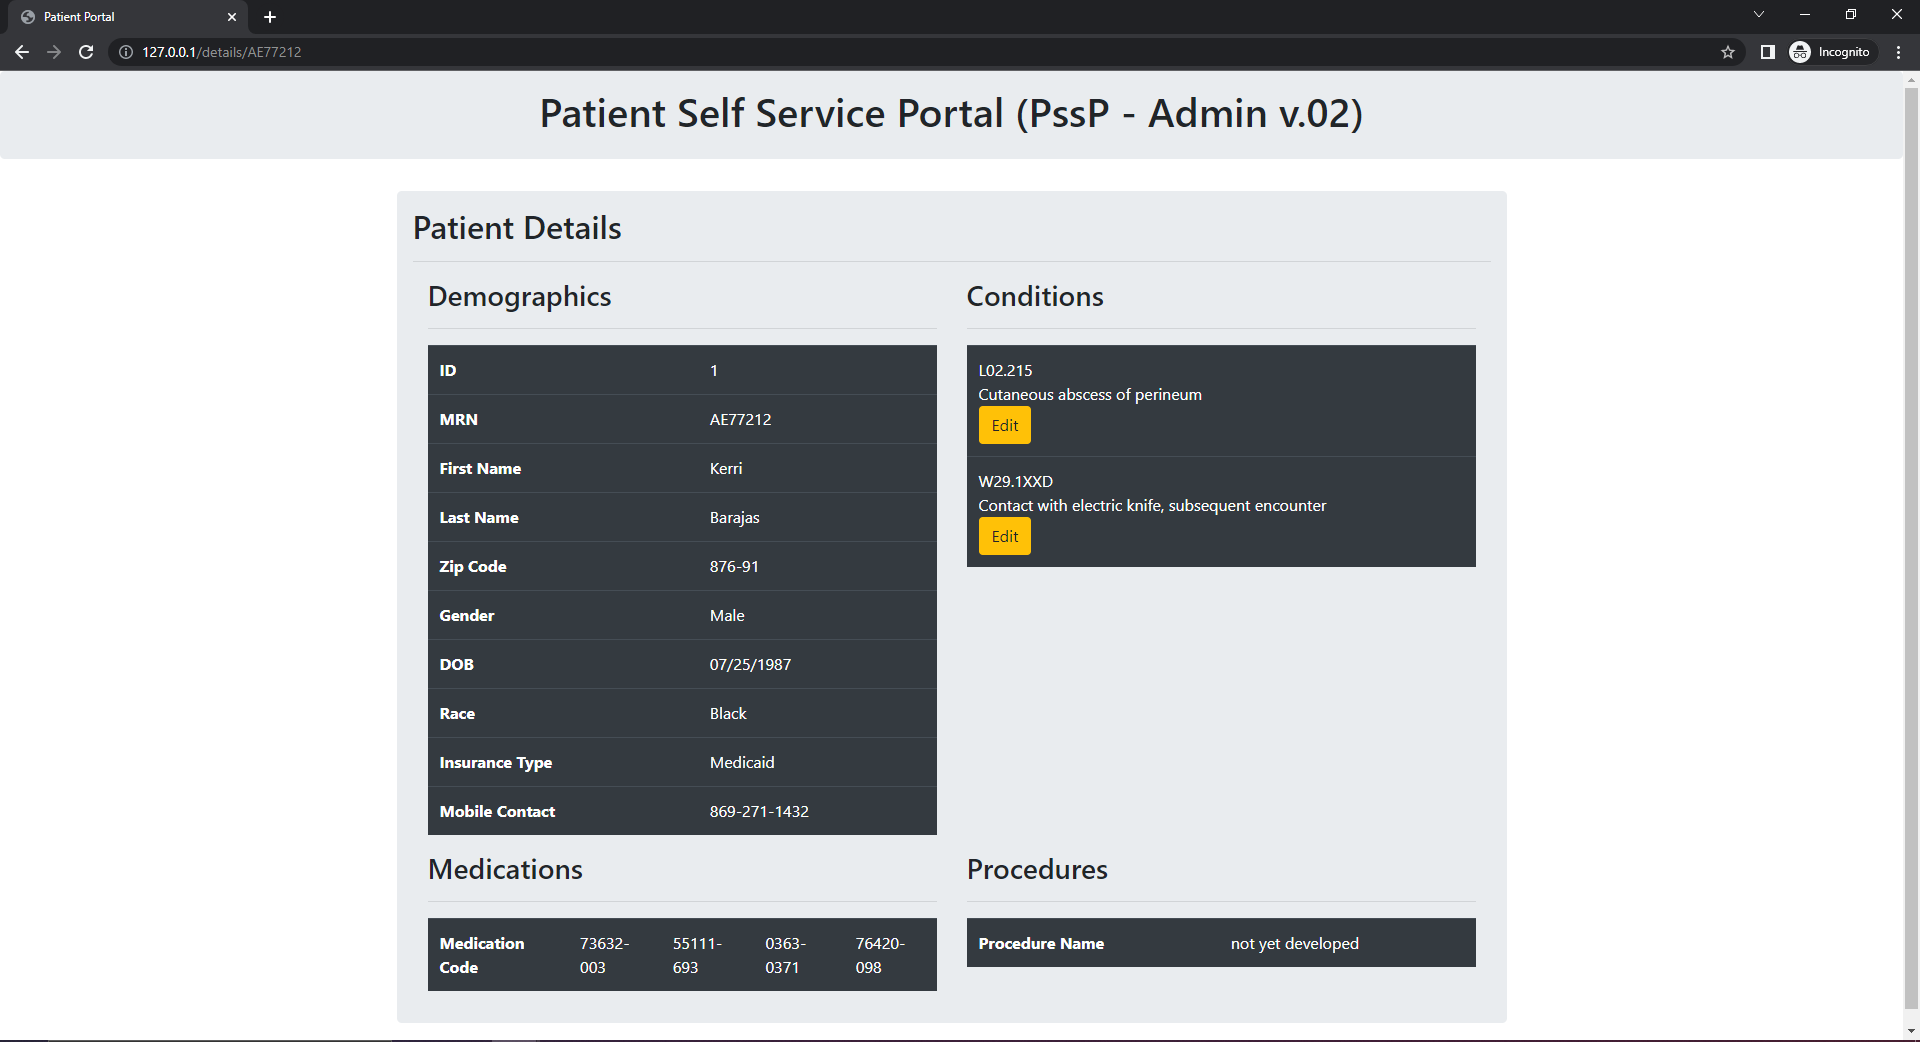 Patient Portal
127.0.0.1/details/AE77212
Incognito
Patient Self Service Portal (PssP - Admin v.02)
Patient Details
Demographics
ID 1
MRN AE77212
First Name Kerri
Last Name Barajas
Zip Code 876-91
Gender Male
DOB 07/25/1987
Race Black
Insurance Type Medicaid
Mobile Contact 869-271-1432
Conditions
L02.215
Cutaneous abscess of perineum
Edit
W29.1XXD
Contact with electric knife, subsequent encounter
Edit
Medications
Medication 73632- 55111- 0363- 76420-
Code 003 693 0371 098
Procedures
Procedure Name not yet developed